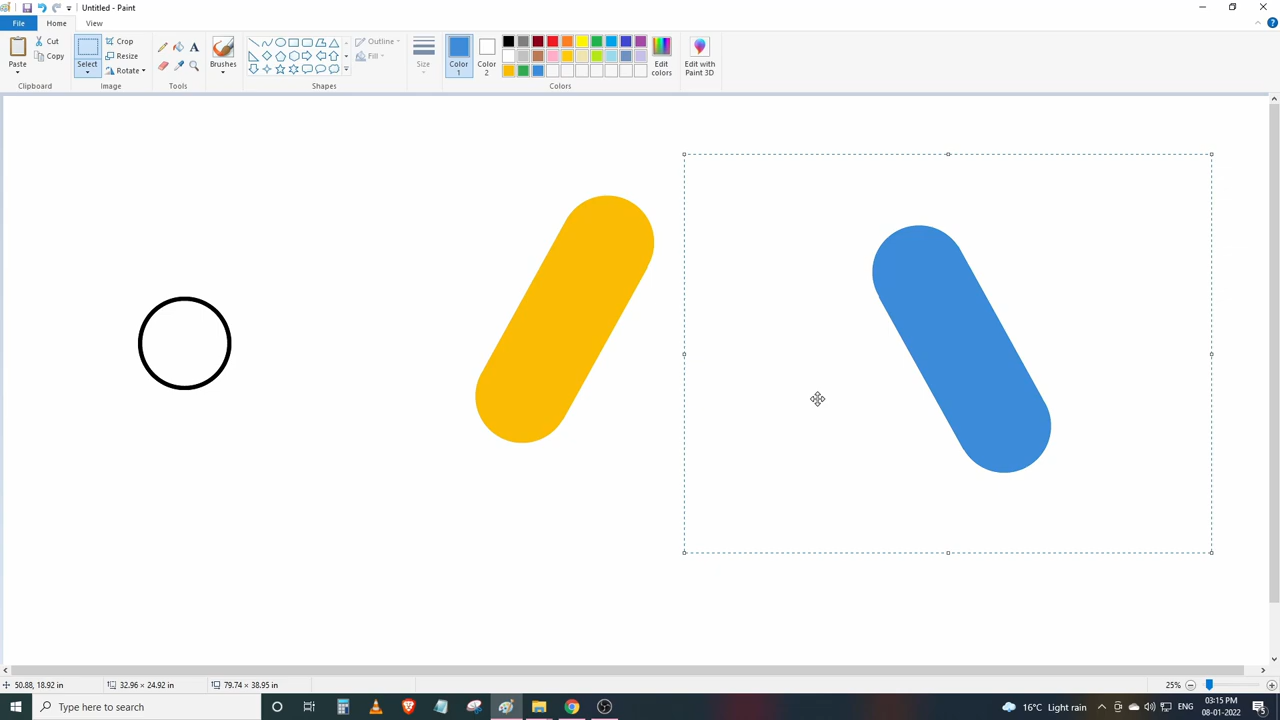 Untitled - Paint
File Home View
Paste
Cut
Copy
Clipboard
Select
Crop
Resize
Rotate
Image
A
Tools
Brushes
Outline
Fill
Shapes
Size
Color 1
Color 2
Edit colors
Colors
Edit with Paint 3D
50.88, 18.92 in
32.96 × 24.92 in
79.74 × 38.95 in
25%
Type here to search
16°C Light rain
ENG
03:15 PM
08-01-2022